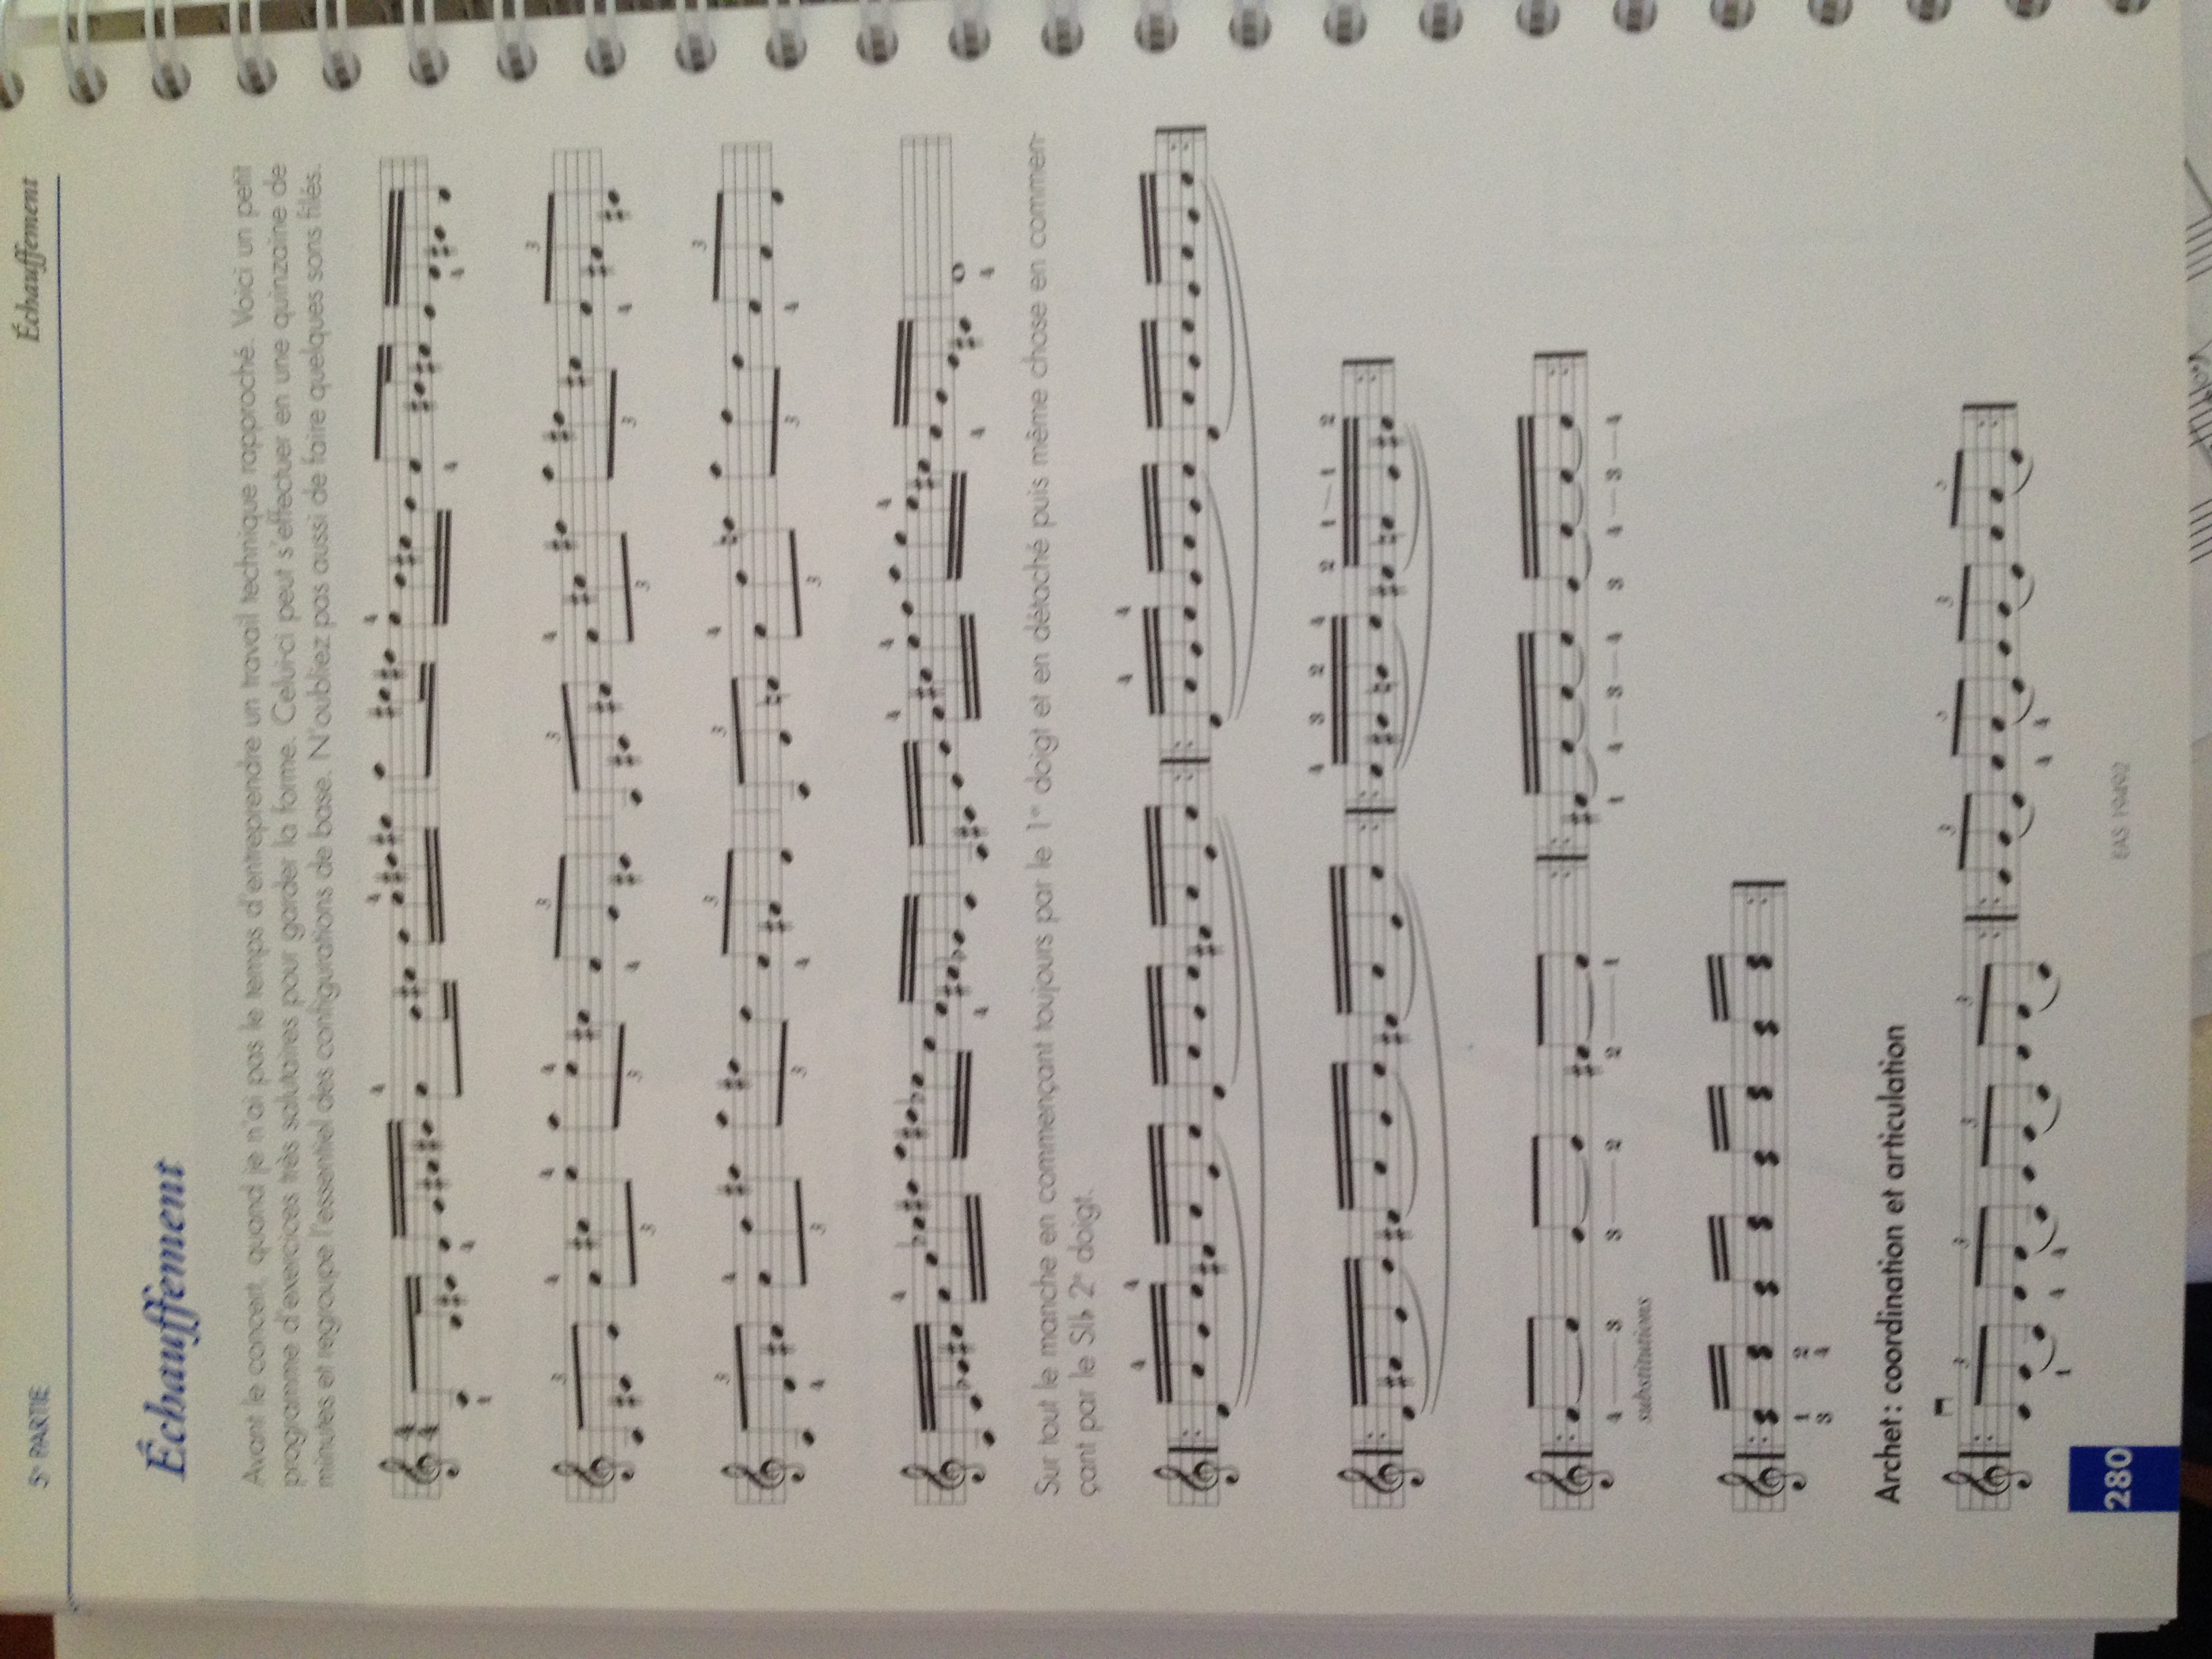 5e PARTIE
Échauffement
Échauffement
Avant le concert, quand je n'ai pas le temps d'entreprendre un travail technique rapproché. Voici un petit
programme d'exercices très salutaires pour garder la forme. Celui-ci peut s'effectuer en une quinzaine de
minutes et regroupe l'essentiel des configurations de base. N'oubliez pas aussi de faire quelques sons filés.
Sur tout le manche en commençant toujours par le 1er doigt et en détaché puis même chose en commen-
çant par le SI♭ 2e doigt.
substitutions
Archet : coordination et articulation
280
EAS 19492